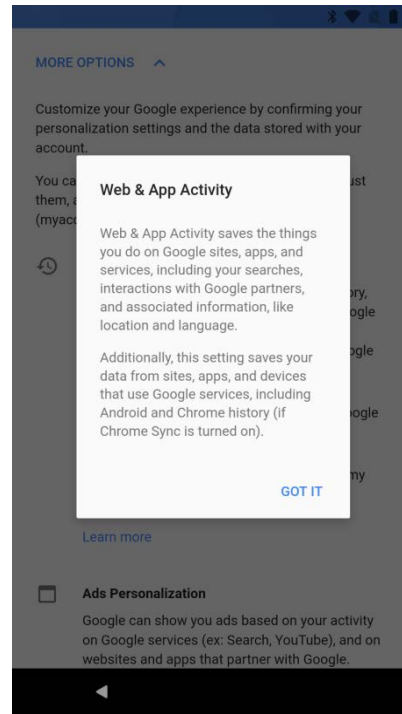 MORE OPTIONS
Customize your Google experience by confirming your
personalization settings and the data stored with your
account.
You ca
ust
them, a
(myacc
Web & App Activity
Web & App Activity saves the things
you do on Google sites, apps, and
services, including your searches,
interactions with Google partners,
and associated information, like
location and language.
Additionally, this setting saves your
data from sites, apps, and devices
that use Google services, including
Android and Chrome history (if
Chrome Sync is turned on).
GOT IT
ory,
ogle
ogle
oogle
my
Learn more
Ads Personalization
Google can show you ads based on your activity
on Google services (ex: Search, YouTube), and on
websites and apps that partner with Google.